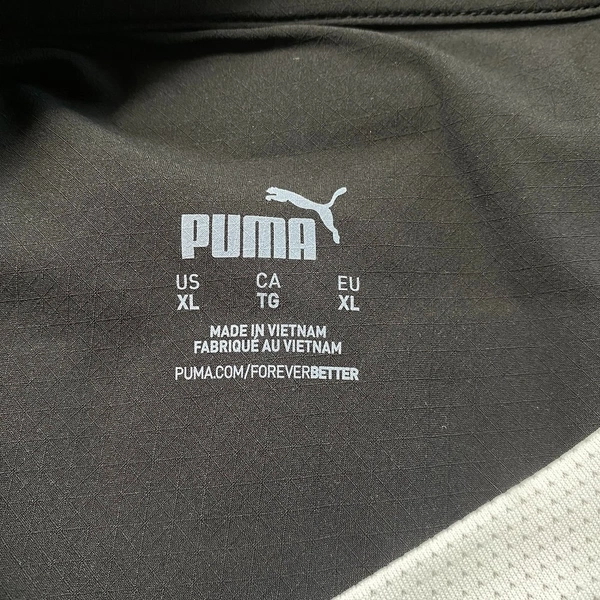 PUMA
US CA EU
XL TG XL
MADE IN VIETNAM
FABRIQUÉ AU VIETNAM
PUMA.COM/FOREVERBETTER